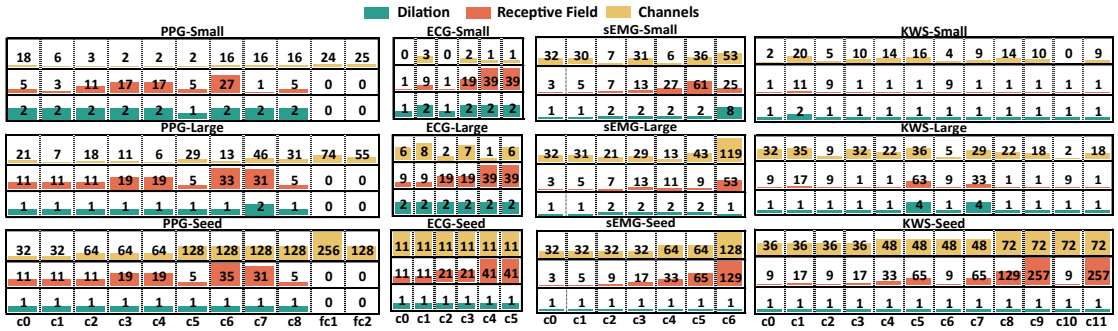 Dilation Receptive Field Channels
PPG-Small ECG-Small sEMG-Small KWS-Small
18 6 3 2 2 2 16 16 16 24 25 0 3 0 2 1 1 32 30 7 31 6 36 53 2 20 5 10 14 16 4 9 14 10 0 9
5 3 11 17 17 5 27 1 5 0 0 1 9 1 19 39 39 3 5 7 13 27 61 25 1 11 9 1 1 1 9 1 1 1 1 1
2 2 2 2 2 1 2 2 2 0 0 1 2 1 2 2 2 1 1 2 2 2 2 8 1 2 1 1 1 1 1 1 1 1 1 1
PPG-Large ECG-Large sEMG-Large KWS-Large
21 7 18 11 6 29 13 46 31 74 55 6 8 2 7 1 6 32 31 21 29 13 43 119 32 35 9 32 22 36 5 29 22 18 2 18
11 11 11 19 19 5 33 31 5 0 0 9 9 19 19 39 39 3 5 7 13 11 9 53 9 17 9 1 1 63 9 33 1 1 1 1
1 1 1 1 1 1 1 2 1 0 0 2 2 2 2 2 2 1 1 2 2 2 2 1 1 1 1 1 1 4 1 4 1 1 1 1
PPG-Seed ECG-Seed sEMG-Seed KWS-Seed
32 32 64 64 64 128 128 128 128 256 128 11 11 11 11 11 11 32 32 32 32 64 64 128 36 36 36 36 48 48 48 48 72 72 72 72
11 11 11 19 19 5 35 31 5 0 0 11 11 21 21 41 41 3 5 9 17 33 65 129 9 17 9 17 33 65 9 65 129 257 9 257
1 1 1 1 1 1 1 1 1 0 0 1 1 1 1 1 1 1 1 1 1 1 1 1 1 1 1 1 1 1 1 1 1 1 1 1
c0 c1 c2 c3 c4 c5 c6 c7 c8 fc1 fc2 c0 c1 c2 c3 c4 c5 c0 c1 c2 c3 c4 c5 c6 c0 c1 c2 c3 c4 c5 c6 c7 c8 c9 c10 c11